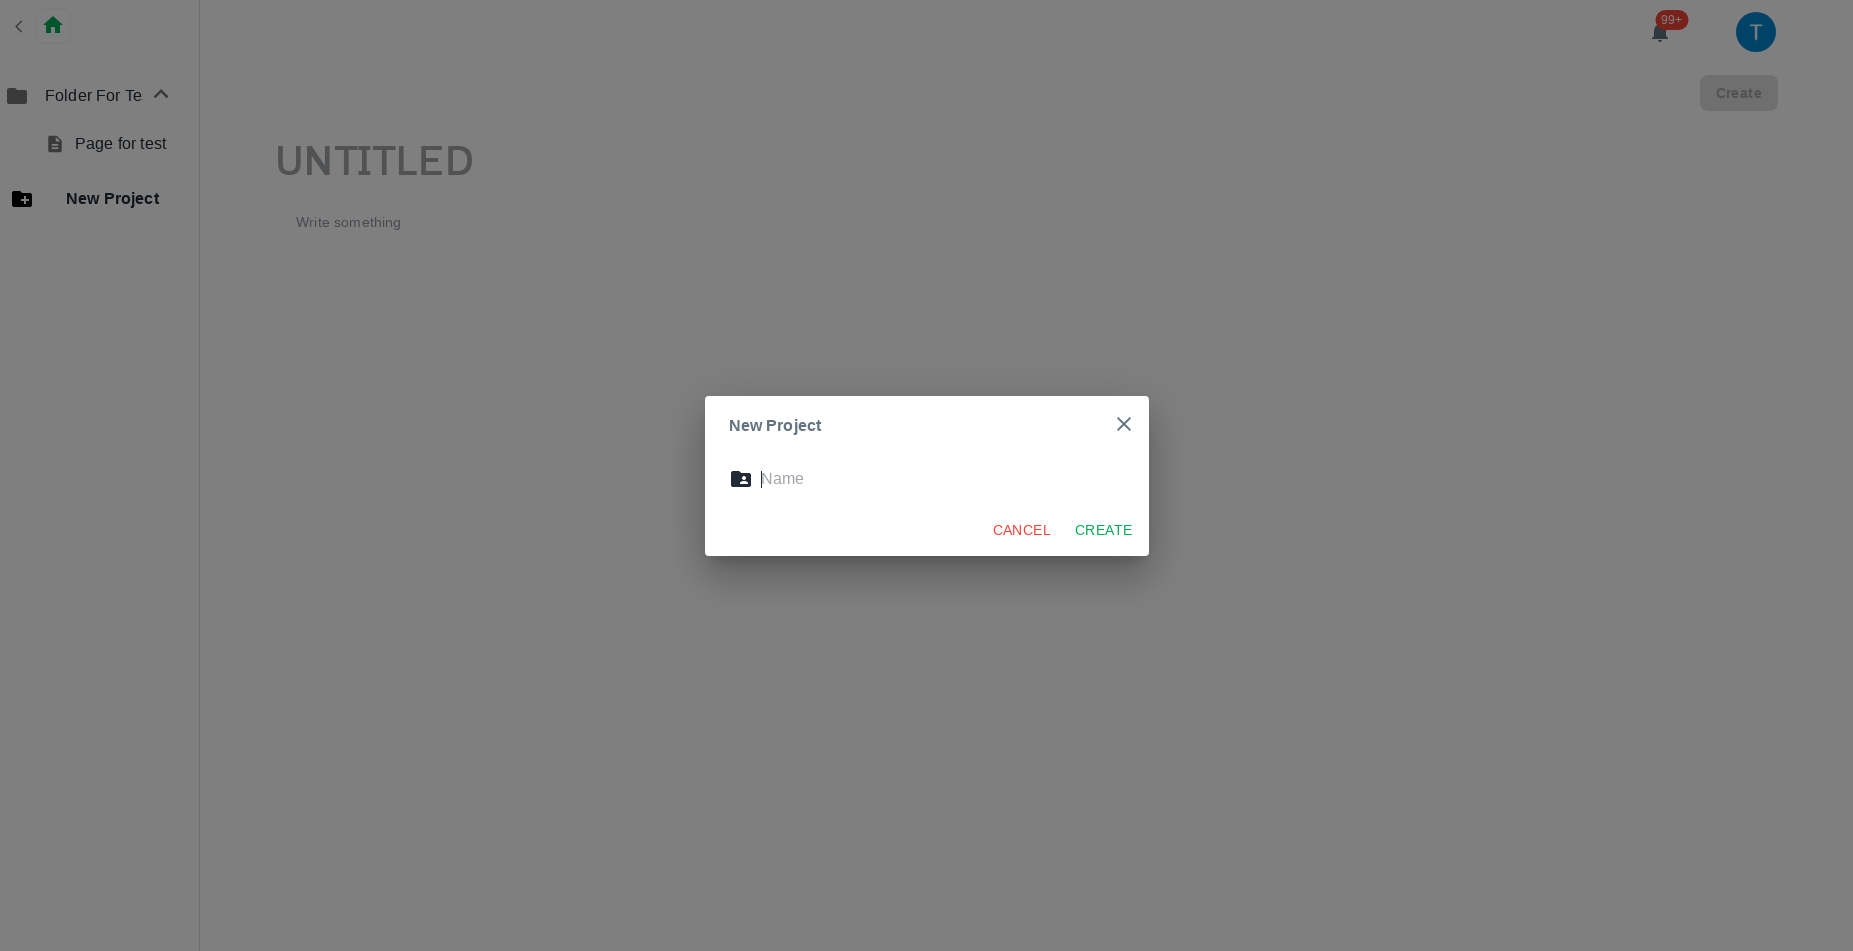 99+
T
Folder For Te
Create
Page for test
UNTITLED
New Project
Write something
New Project
Name
CANCEL
CREATE